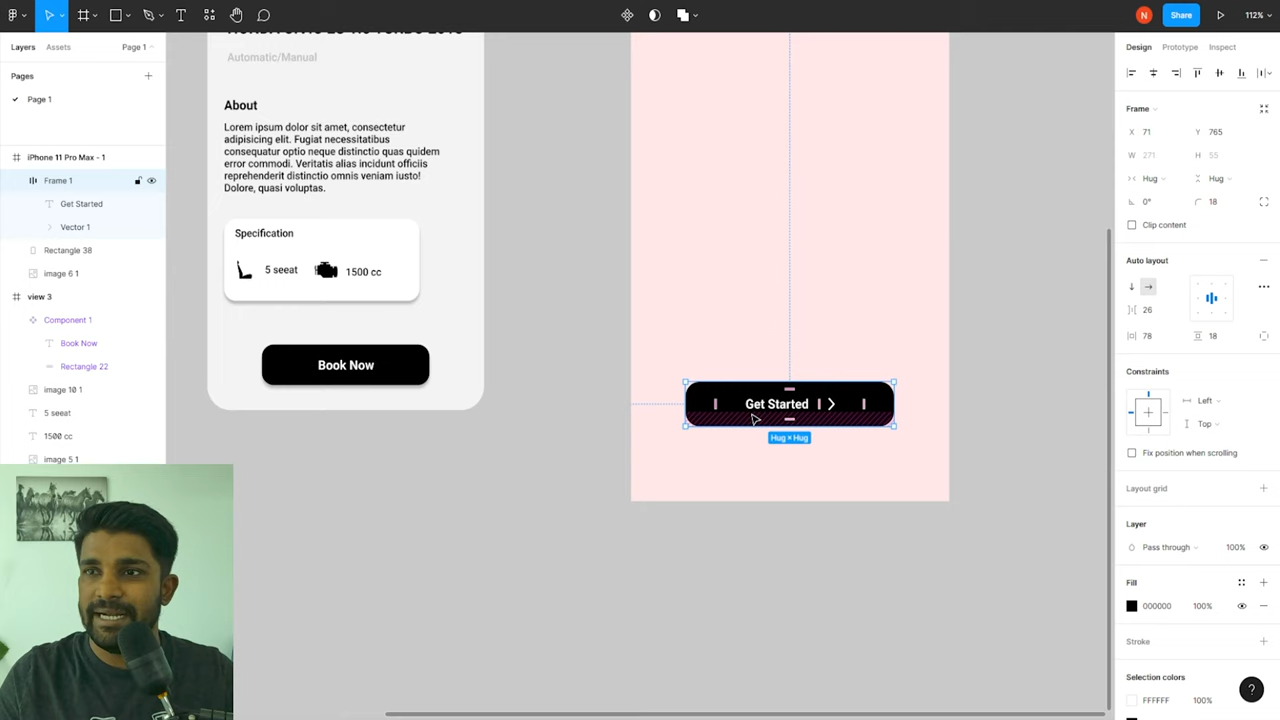 N
Share
112%
Layers
Assets
Page 1
Pages
Page 1
iPhone 11 Pro Max - 1
Frame 1
Get Started
Vector 1
Rectangle 38
image 6 1
view 3
Component 1
Book Now
Rectangle 22
image 10 1
5 seeat
1500 cc
image 5 1
Automatic/Manual
About
Lorem ipsum dolor sit amet, consectetur
adipisicing elit. Fugiat necessitatibus
consequatur optio neque distinctio quas quidem
error commodi. Veritatis alias incidunt officiis
reprehenderit distinctio omnis veniam iusto!
Dolore, quasi voluptas.
Specification
5 seeat
1500 cc
Book Now
Get Started
Hug × Hug
Design
Prototype
Inspect
Frame
X 71
Y 765
W 271
H 55
Hug
Hug
0°
18
Clip content
Auto layout
26
78
18
Constraints
Left
Top
Fix position when scrolling
Layout grid
Layer
Pass through
100%
Fill
000000
100%
Stroke
Selection colors
FFFFFF
100%
?